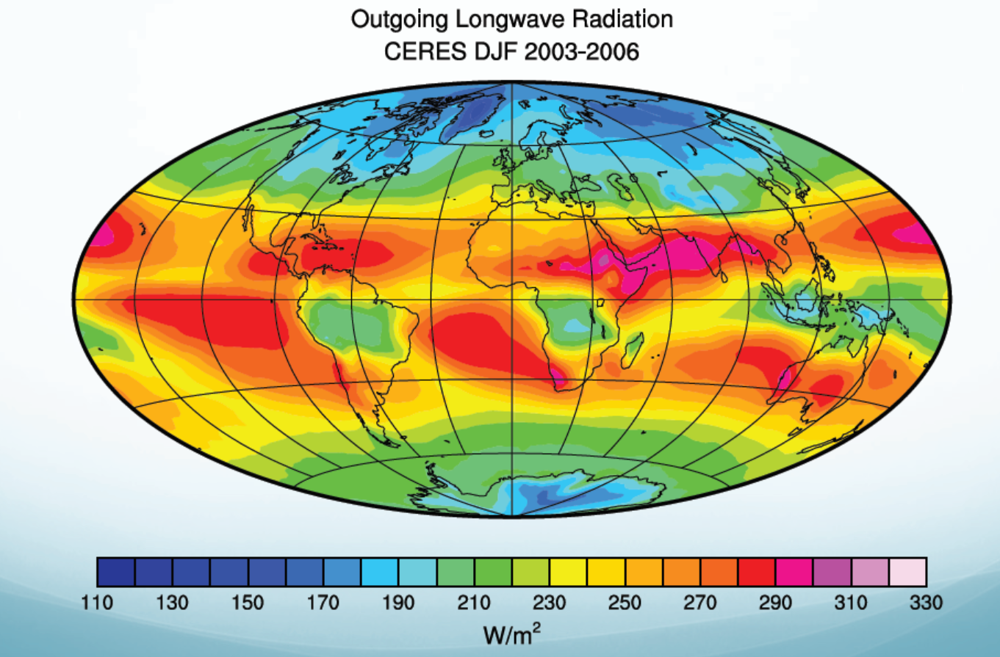 Outgoing Longwave Radiation
CERES DJF 2003-2006
110 130 150 170 190 210 230 250 270 290 310 330
W/m²